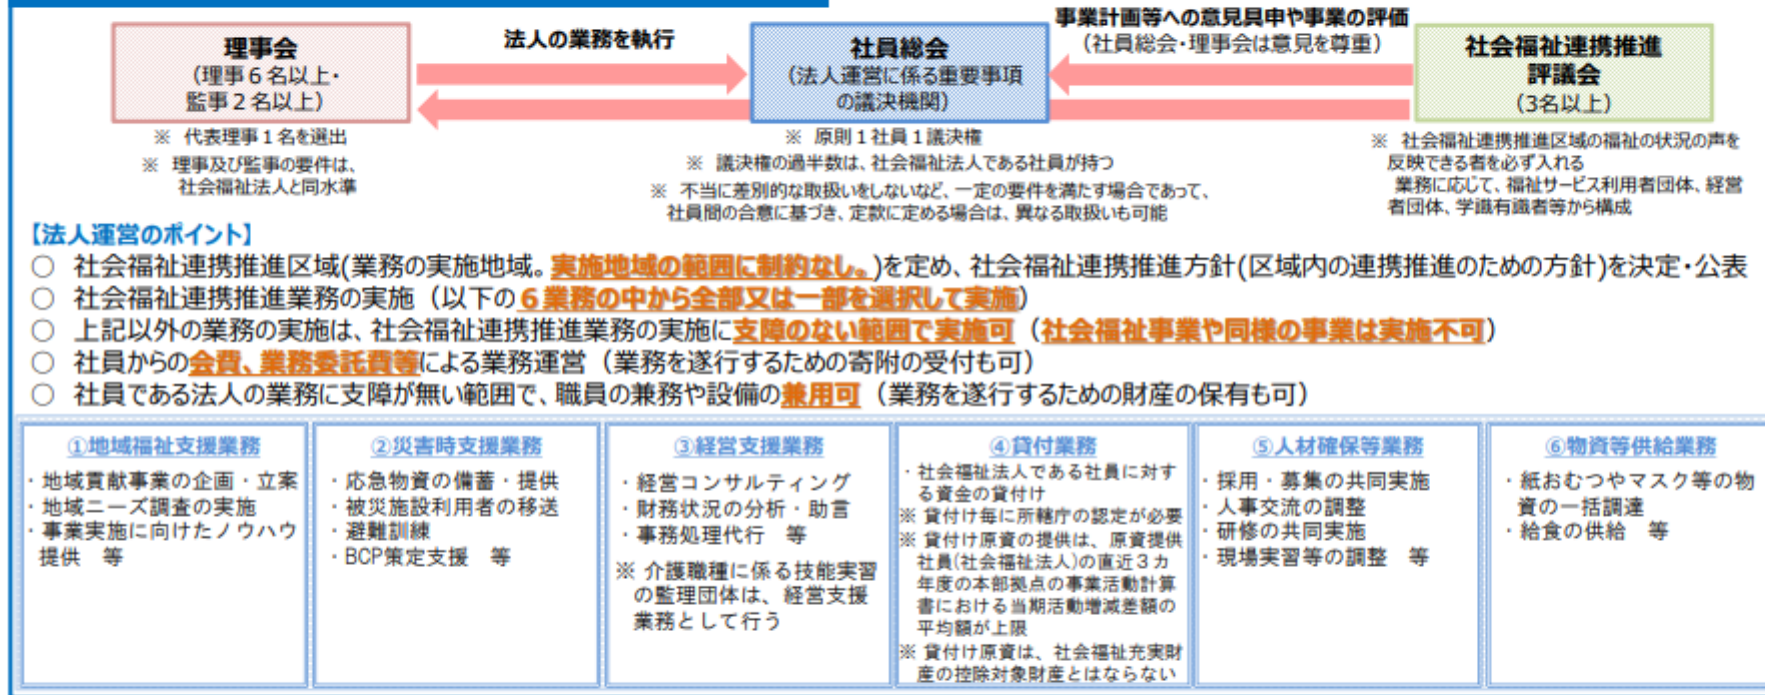 理事会
（理事６名以上・
監事２名以上）
※　代表理事１名を選出
※　理事及び監事の要件は、
社会福祉法人と同水準
法人の業務を執行
社員総会
（法人運営に係る重要事項
の議決機関）
※　原則１社員１議決権
※　議決権の過半数は、社会福祉法人である社員が持つ
※　不当に差別的な取扱いをしないなど、一定の要件を満たす場合であって、
社員間の合意に基づき、定款に定める場合は、異なる取扱いも可能
事業計画等への意見具申や事業の評価
（社員総会・理事会は意見を尊重）
社会福祉連携推進
評議会
（3名以上）
※　社会福祉連携推進区域の福祉の状況の声を
反映できる者を必ず入れる
業務に応じて、福祉サービス利用者団体、経営
者団体、学識有識者等から構成
【法人運営のポイント】
○　社会福祉連携推進区域(業務の実施地域。実施地域の範囲に制約なし。)を定め、社会福祉連携推進方針(区域内の連携推進のための方針)を決定・公表
○　社会福祉連携推進業務の実施（以下の６業務の中から全部又は一部を選択して実施）
○　上記以外の業務の実施は、社会福祉連携推進業務の実施に支障のない範囲で実施可（社会福祉事業や同様の事業は実施不可）
○　社員からの会費、業務委託費等による業務運営（業務を遂行するための寄附の受付も可）
○　社員である法人の業務に支障が無い範囲で、職員の兼務や設備の兼用可（業務を遂行するための財産の保有も可）
①地域福祉支援業務
・地域貢献事業の企画・立案
・地域ニーズ調査の実施
・事業実施に向けたノウハウ
提供　等
②災害時支援業務
・応急物資の備蓄・提供
・被災施設利用者の移送
・避難訓練
・BCP策定支援　等
③経営支援業務
・経営コンサルティング
・財務状況の分析・助言
・事務処理代行　等
※ 介護職種に係る技能実習
の監理団体は、経営支援
業務として行う
④貸付業務
・社会福祉法人である社員に対す
る資金の貸付け
※ 貸付け毎に所轄庁の認定が必要
※ 貸付け原資の提供は、原資提供
社員(社会福祉法人)の直近３カ
年度の本部拠点の事業活動計算
書における当期活動増減差額の
平均額が上限
※ 貸付け原資は、社会福祉充実財
産の控除対象財産とはならない
⑤人材確保等業務
・採用・募集の共同実施
・人事交流の調整
・研修の共同実施
・現場実習等の調整　等
⑥物資等供給業務
・紙おむつやマスク等の物
資の一括調達
・給食の供給　等